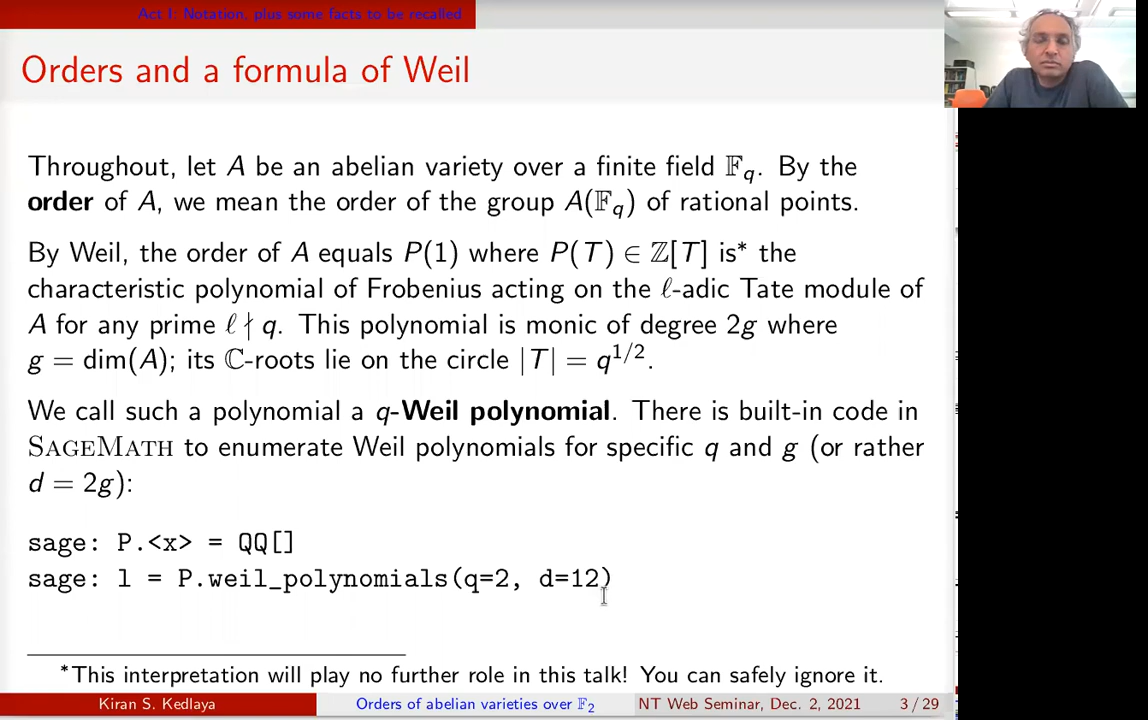 Act I: Notation, plus some facts to be recalled
Orders and a formula of Weil
Throughout, let A be an abelian variety over a finite field 𝔽_q. By the
order of A, we mean the order of the group A(𝔽_q) of rational points.
By Weil, the order of A equals P(1) where P(T) ∈ ℤ[T] is* the
characteristic polynomial of Frobenius acting on the ℓ-adic Tate module of
A for any prime ℓ ∤ q. This polynomial is monic of degree 2g where
g = dim(A); its ℂ-roots lie on the circle |T| = q^{1/2}.
We call such a polynomial a q-Weil polynomial. There is built-in code in
SAGEMATH to enumerate Weil polynomials for specific q and g (or rather
d = 2g):
sage: P.<x> = QQ[]
sage: l = P.weil_polynomials(q=2, d=12)
*This interpretation will play no further role in this talk! You can safely ignore it.
Kiran S. Kedlaya
Orders of abelian varieties over 𝔽₂
NT Web Seminar, Dec. 2, 2021
3 / 29